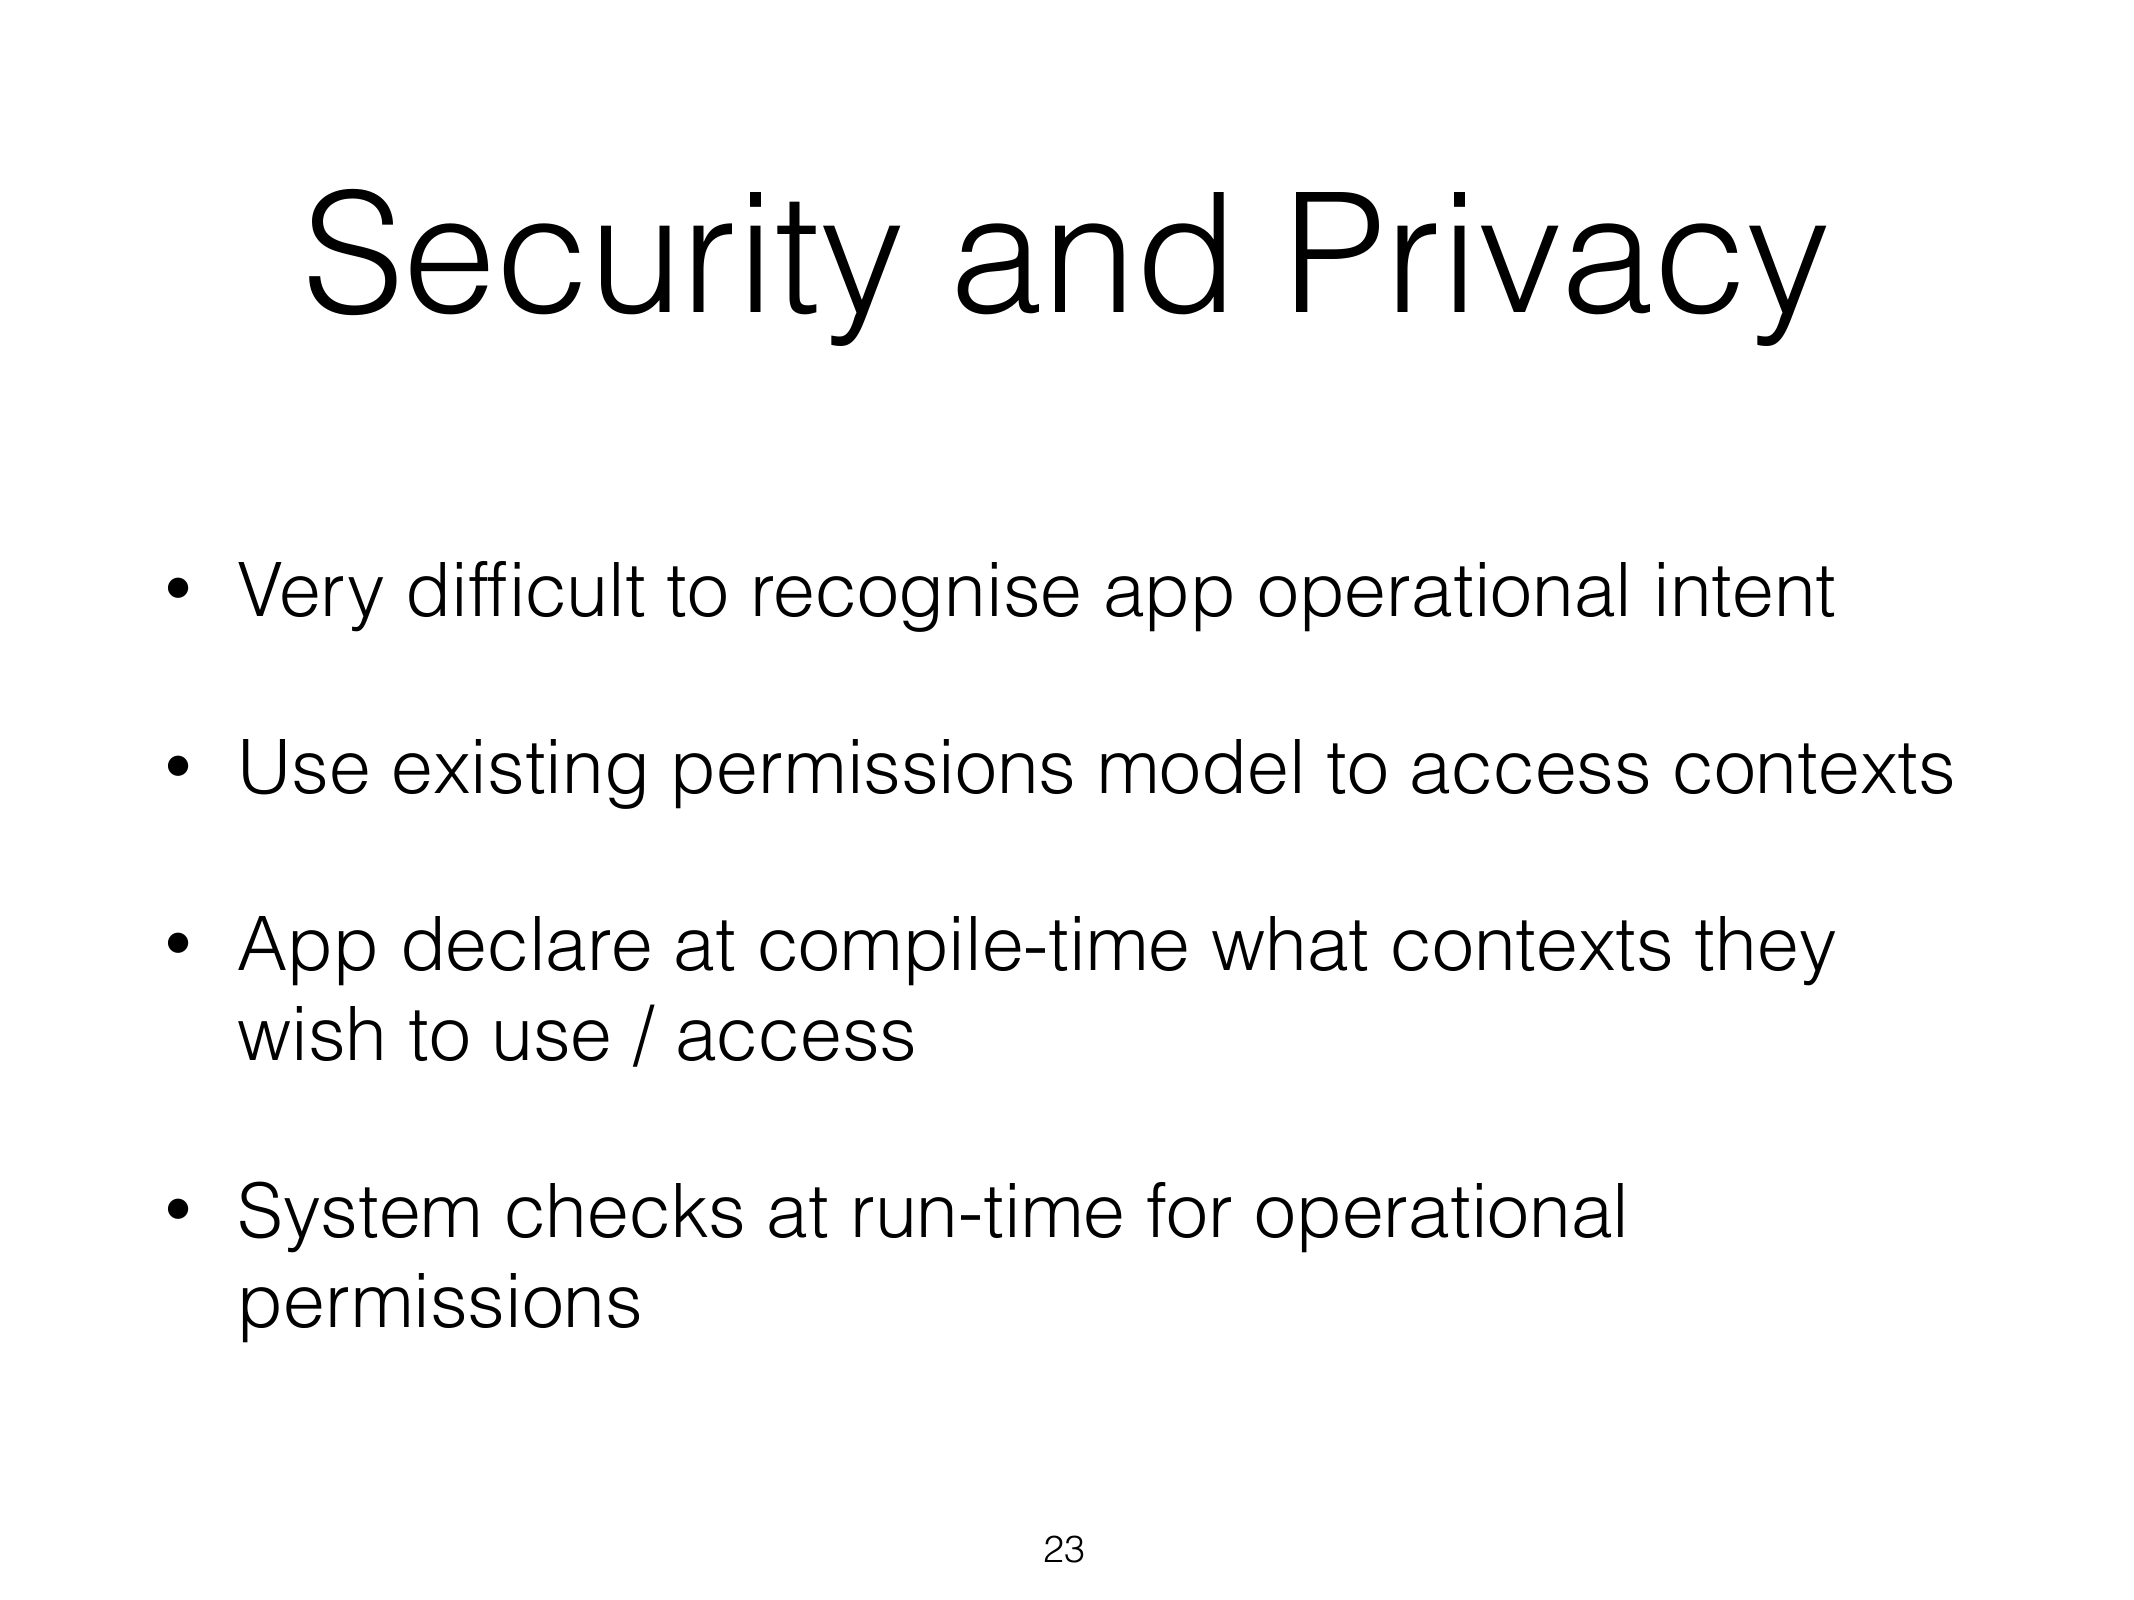 Security and Privacy
• Very difficult to recognise app operational intent
• Use existing permissions model to access contexts
• App declare at compile-time what contexts they
wish to use / access
• System checks at run-time for operational
permissions
23